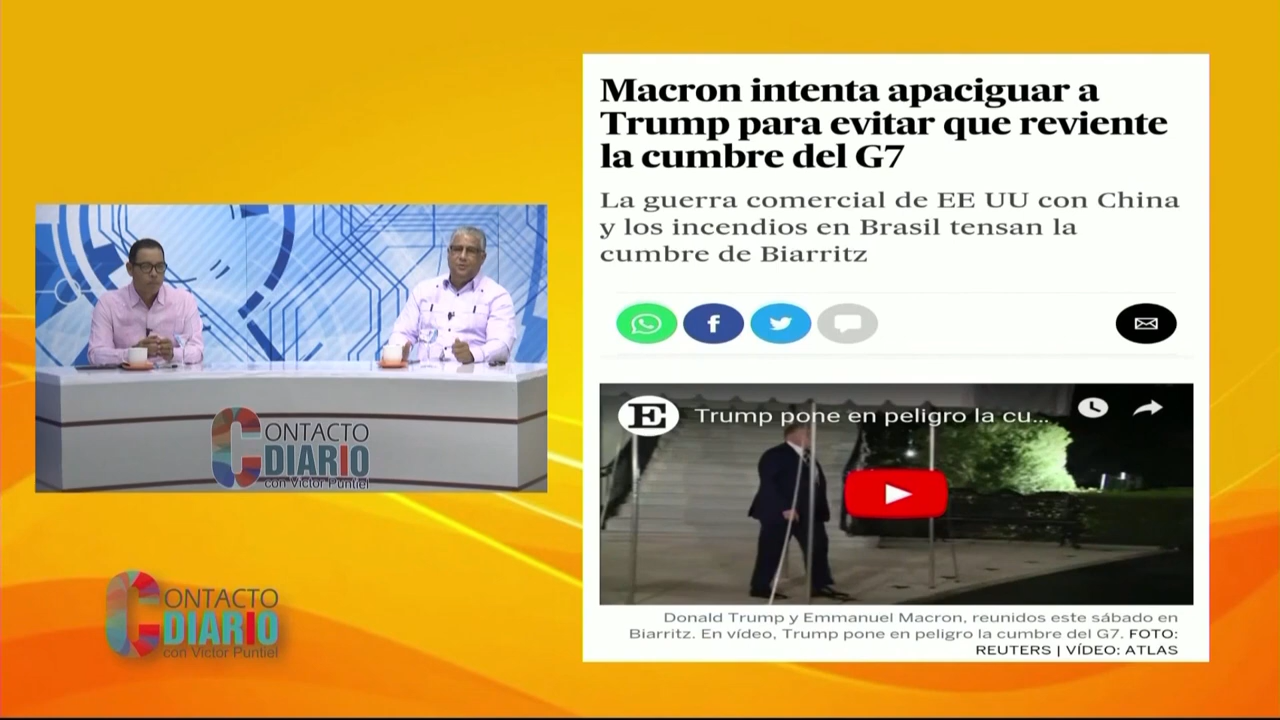 Macron intenta apaciguar a
Trump para evitar que reviente
la cumbre del G7
La guerra comercial de EE UU con China
y los incendios en Brasil tensan la
cumbre de Biarritz
E Trump pone en peligro la cu...
Donald Trump y Emmanuel Macron, reunidos este sábado en
Biarritz. En vídeo, Trump pone en peligro la cumbre del G7. FOTO:
REUTERS | VÍDEO: ATLAS
CONTACTO
DIARIO
con Víctor Puntiel
CONTACTO
DIARIO
con Víctor Puntiel